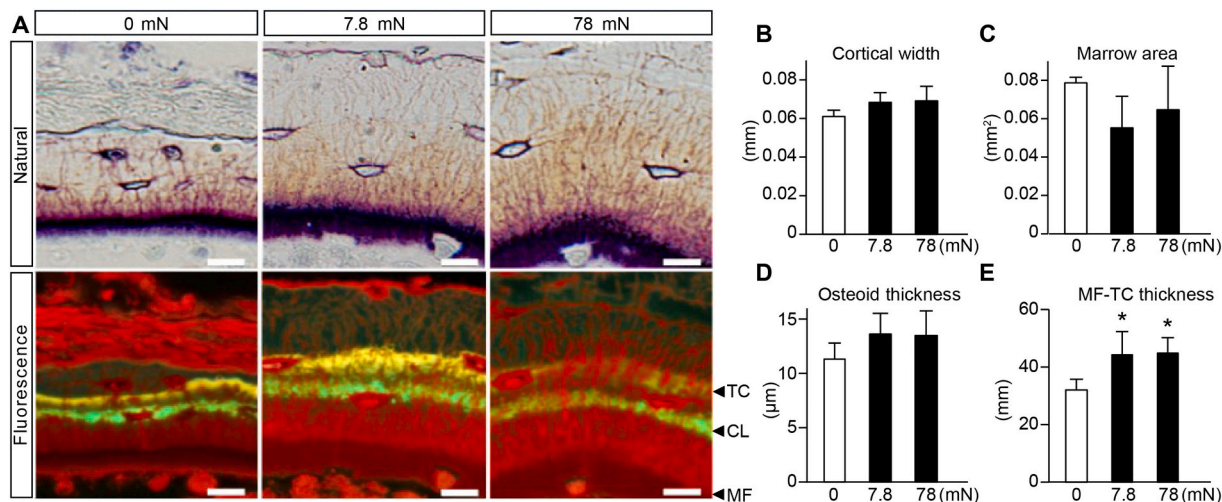 A
0 mN
7.8 mN
78 mN
Natural
Fluorescence
TC
CL
MF
B
Cortical width
0.08
0.06
0.04
0.02
0
(mm)
0
7.8
78 (mN)
C
Marrow area
0.08
0.06
0.04
0.02
0
(mm²)
0
7.8
78 (mN)
D
Osteoid thickness
15
10
5
0
(μm)
0
7.8
78 (mN)
E
MF-TC thickness
60
40
20
0
(mm)
*
*
0
7.8
78 (mN)